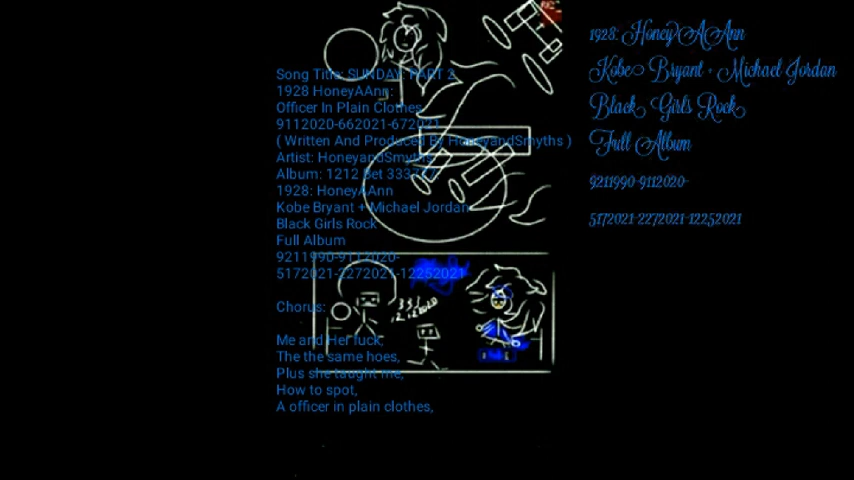 Song Title: SUNDAY: PART 2
1928 HoneyAAnn:
Officer In Plain Clothes
9112020-662021-672021
( Written And Produced By HoneyandSmyths )
Artist: HoneyandSmyths
Album: 1212 Bet 333777
1928: HoneyAAnn
Kobe Bryant + Michael Jordan
Black Girls Rock
Full Album
9211990-9112020-
5172021-2272021-12252021
Chorus:
Me and Her fuck,
The the same hoes,
Plus she taught me,
How to spot,
A officer in plain clothes,
1928: HoneyAAnn
Kobe Bryant + Michael Jordan
Black Girls Rock
Full Album
9211990-9112020-
5172021-2272021-12252021